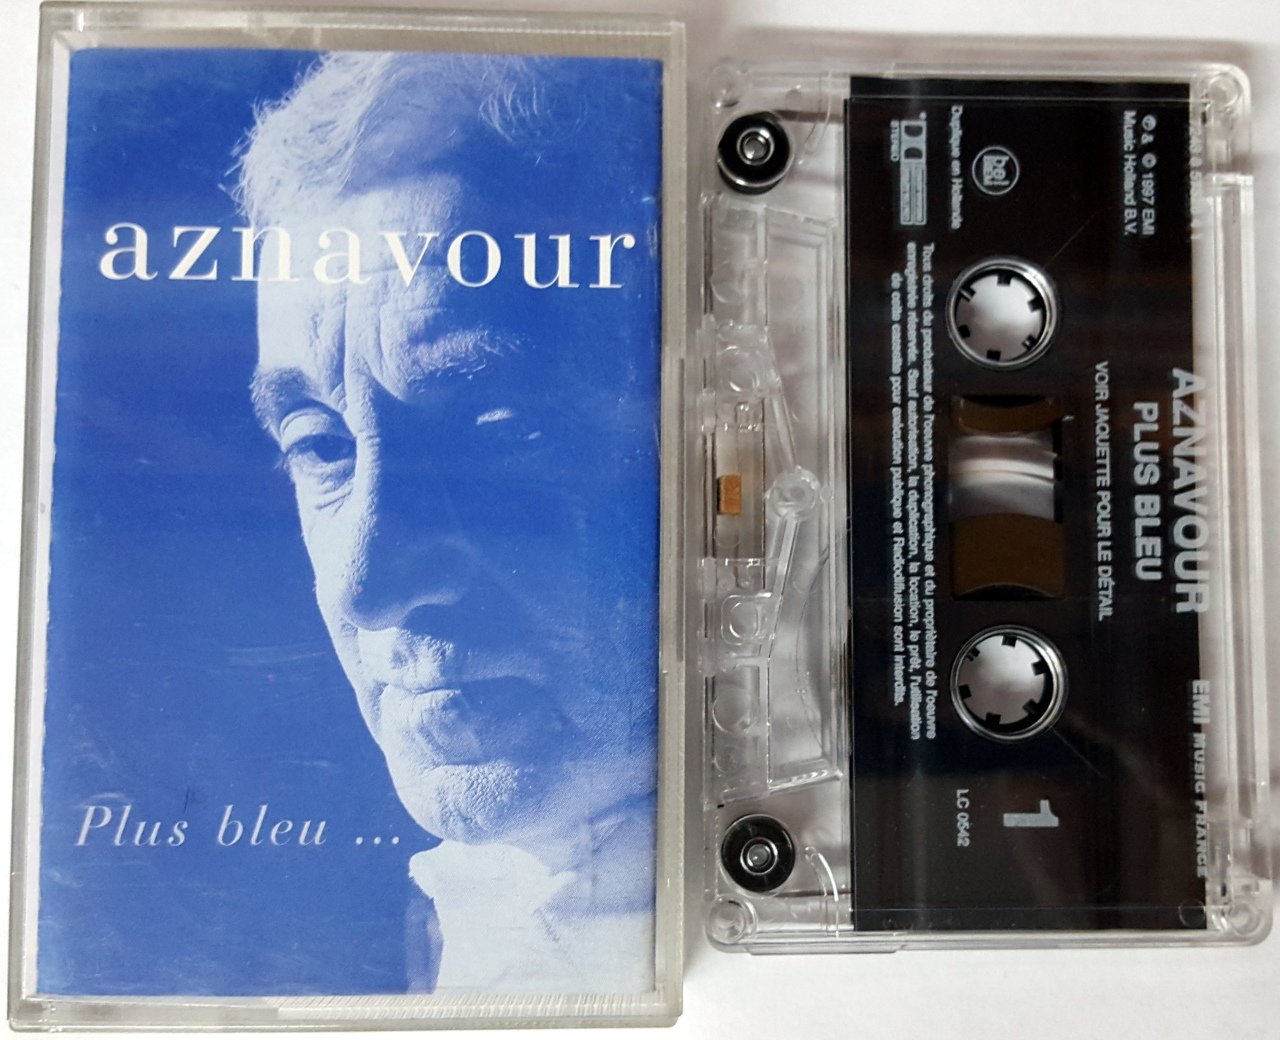 aznavour
Plus bleu ...
AZNAVOUR
PLUS BLEU
VOIR JAQUETTE POUR LE DÉTAIL
EMI MUSIC FRANCE
℗ & © 1997 EMI
Music Holland B.V.
Dupliqué en Hollande
STEREO
1
LC 0542
Tous droits du producteur de l'oeuvre phonographique et du propriétaire de l'oeuvre
enregistrée réservés. Sauf autorisation, la duplication, la location, le prêt, l'utilisation
de cette cassette pour exécution publique et Radiodiffusion sont interdits.